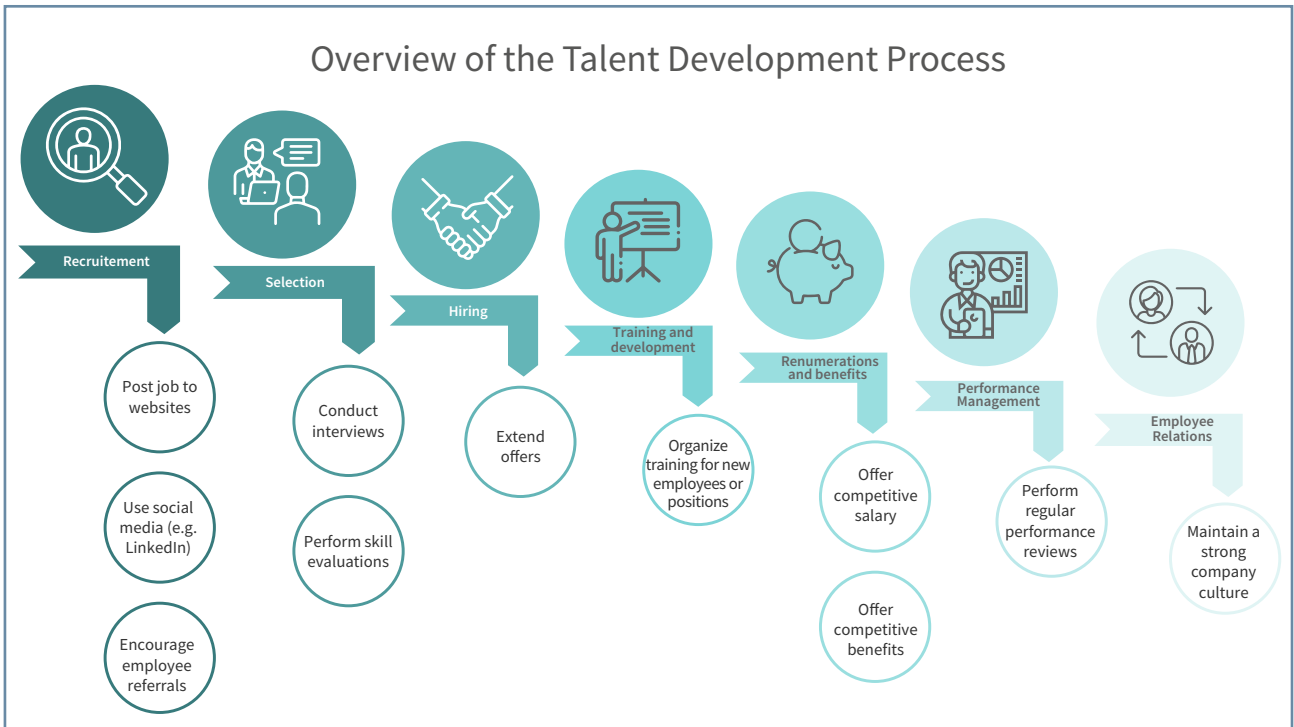 Overview of the Talent Development Process
Recruitement
Post job to
websites
Use social
media (e.g.
LinkedIn)
Encourage
employee
referrals
Selection
Conduct
interviews
Perform skill
evaluations
Hiring
Extend
offers
Training and
development
Organize
training for new
employees or
positions
Renumerations
and benefits
Offer
competitive
salary
Offer
competitive
benefits
Performance
Management
Perform
regular
performance
reviews
Employee
Relations
Maintain a
strong
company
culture